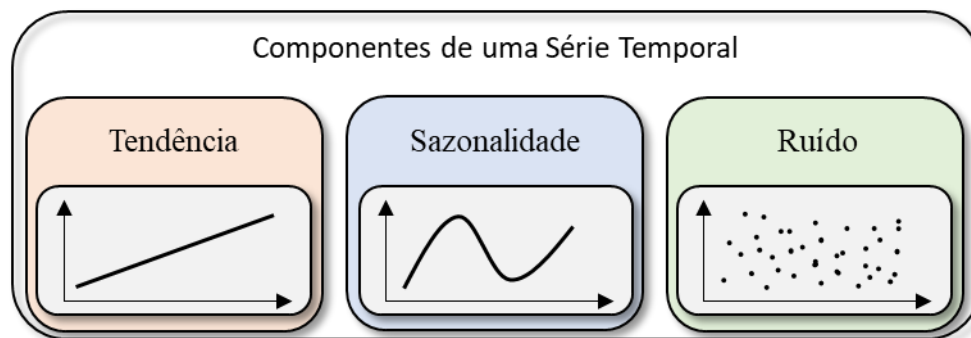 Componentes de uma Série Temporal
Tendência
Sazonalidade
Ruído